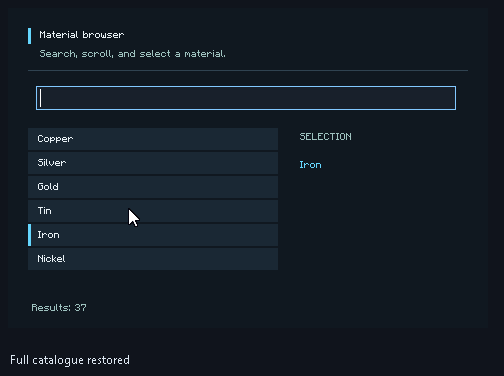 Material browser
Search, scroll, and select a material.
Copper
Silver
Gold
Tin
Iron
Nickel
SELECTION
Iron
Results: 37
Full catalogue restored